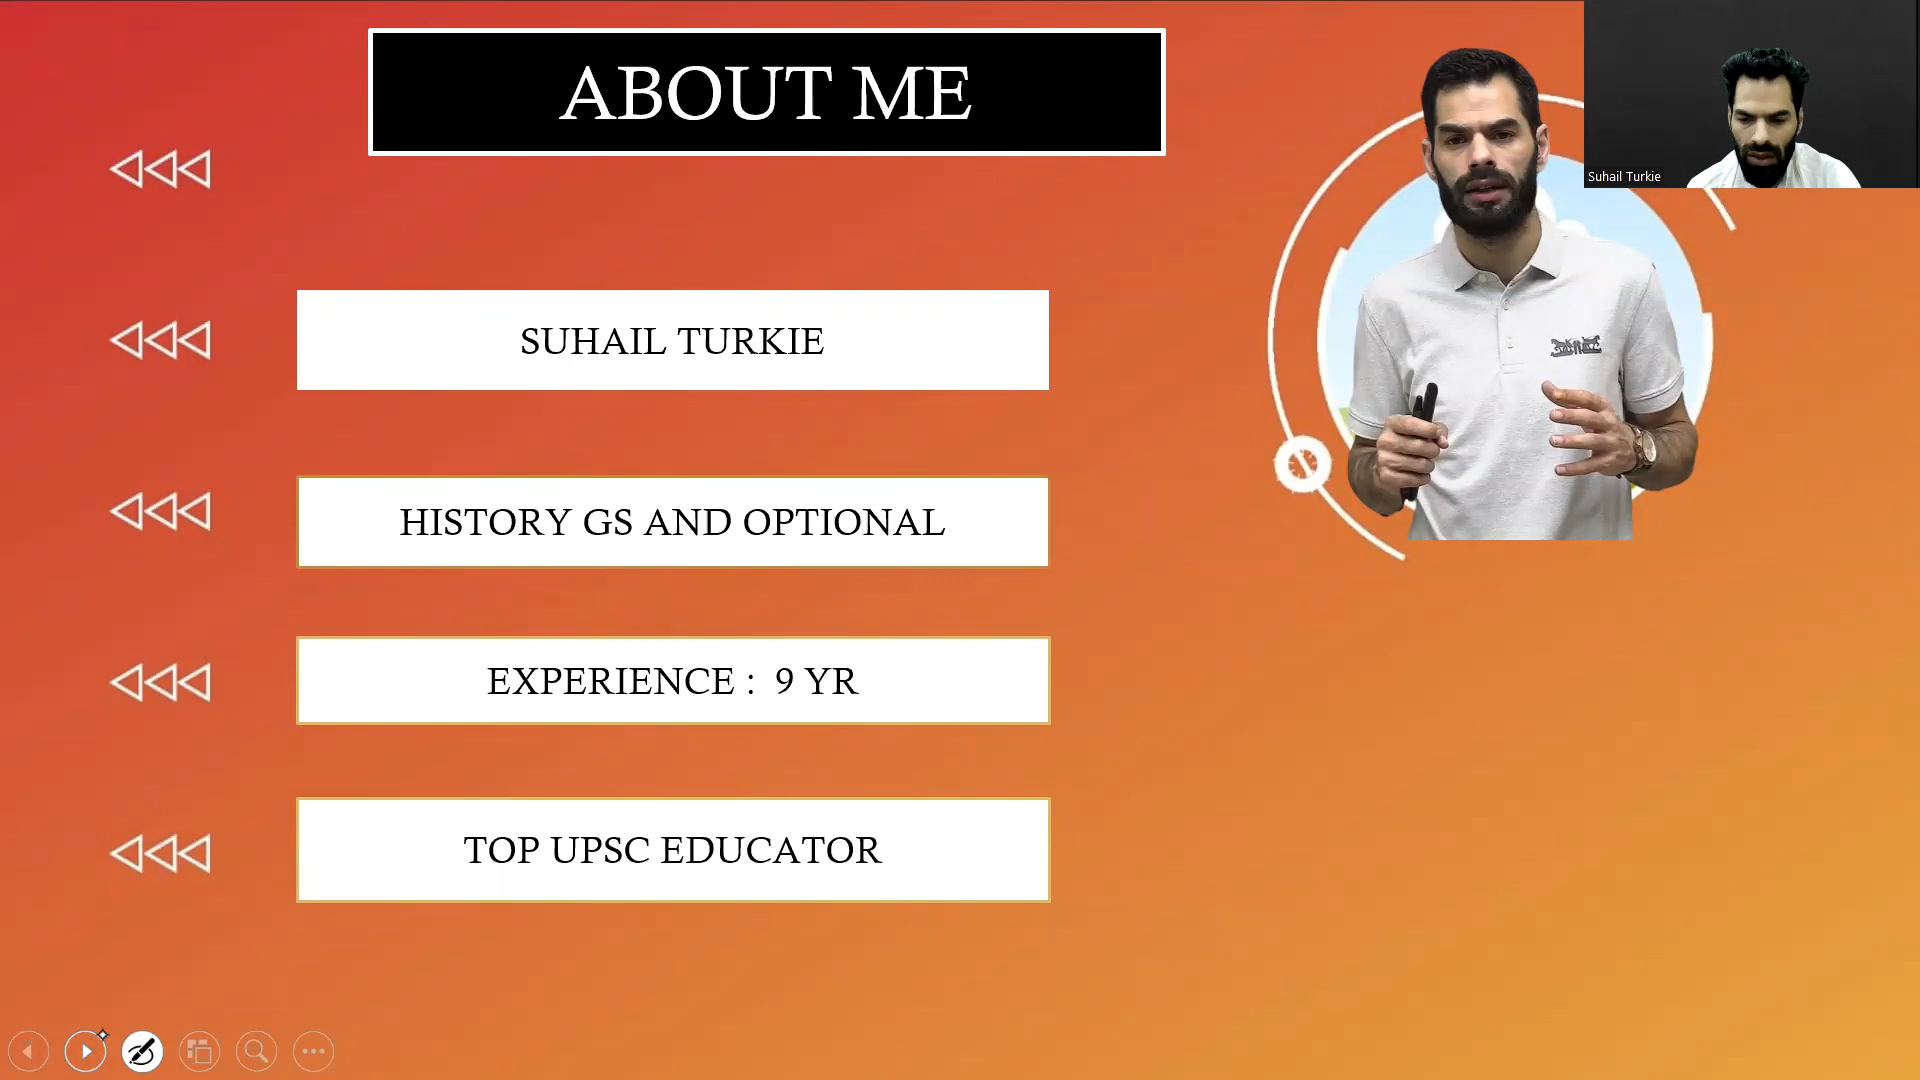 ABOUT ME
Suhail Turkie
SUHAIL TURKIE
HISTORY GS AND OPTIONAL
EXPERIENCE : 9 YR
TOP UPSC EDUCATOR